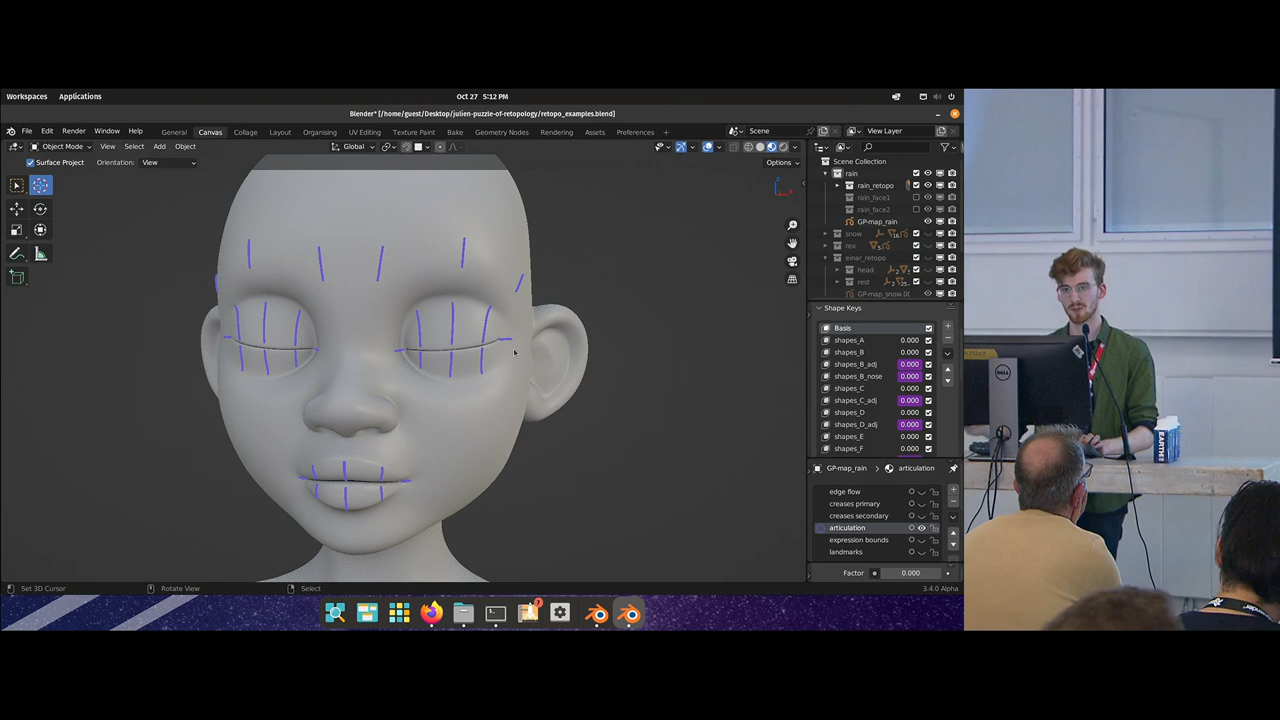 Workspaces Applications Oct 27 5:12 PM
Blender* [/home/guest/Desktop/julien-puzzle-of-retopology/retopo_examples.blend]
File Edit Render Window Help General Canvas Collage Layout Organising UV Editing Texture Paint Bake Geometry Nodes Rendering Assets Preferences + Scene View Layer
Object Mode View Select Add Object Global
Surface Project Orientation: View Options
Scene Collection
rain
rain_retopo
rain_face1
rain_face2
GP-map_rain
snow
rex
einar_retopo
head
rest
Shape Keys
Basis
shapes_A 0.000
shapes_B 0.000
shapes_B_adj 0.000
shapes_B_nose 0.000
shapes_C 0.000
shapes_C_adj 0.000
shapes_D 0.000
shapes_D_adj 0.000
shapes_E 0.000
shapes_F 0.000
GP-map_rain > articulation
edge flow
creases primary
creases secondary
articulation
expression bounds
landmarks
Factor 0.000
Set 3D Cursor Rotate View Select 3.4.0 Alpha
DELL
EARTH